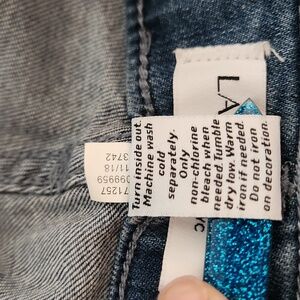 LA
Turn inside out.
Machine wash
cold
separately.
Only
non-chlorine
bleach when
needed. Tumble
dry low. Warm
iron if needed.
Do not iron
on decoration.
71257
099959
11/18
3742